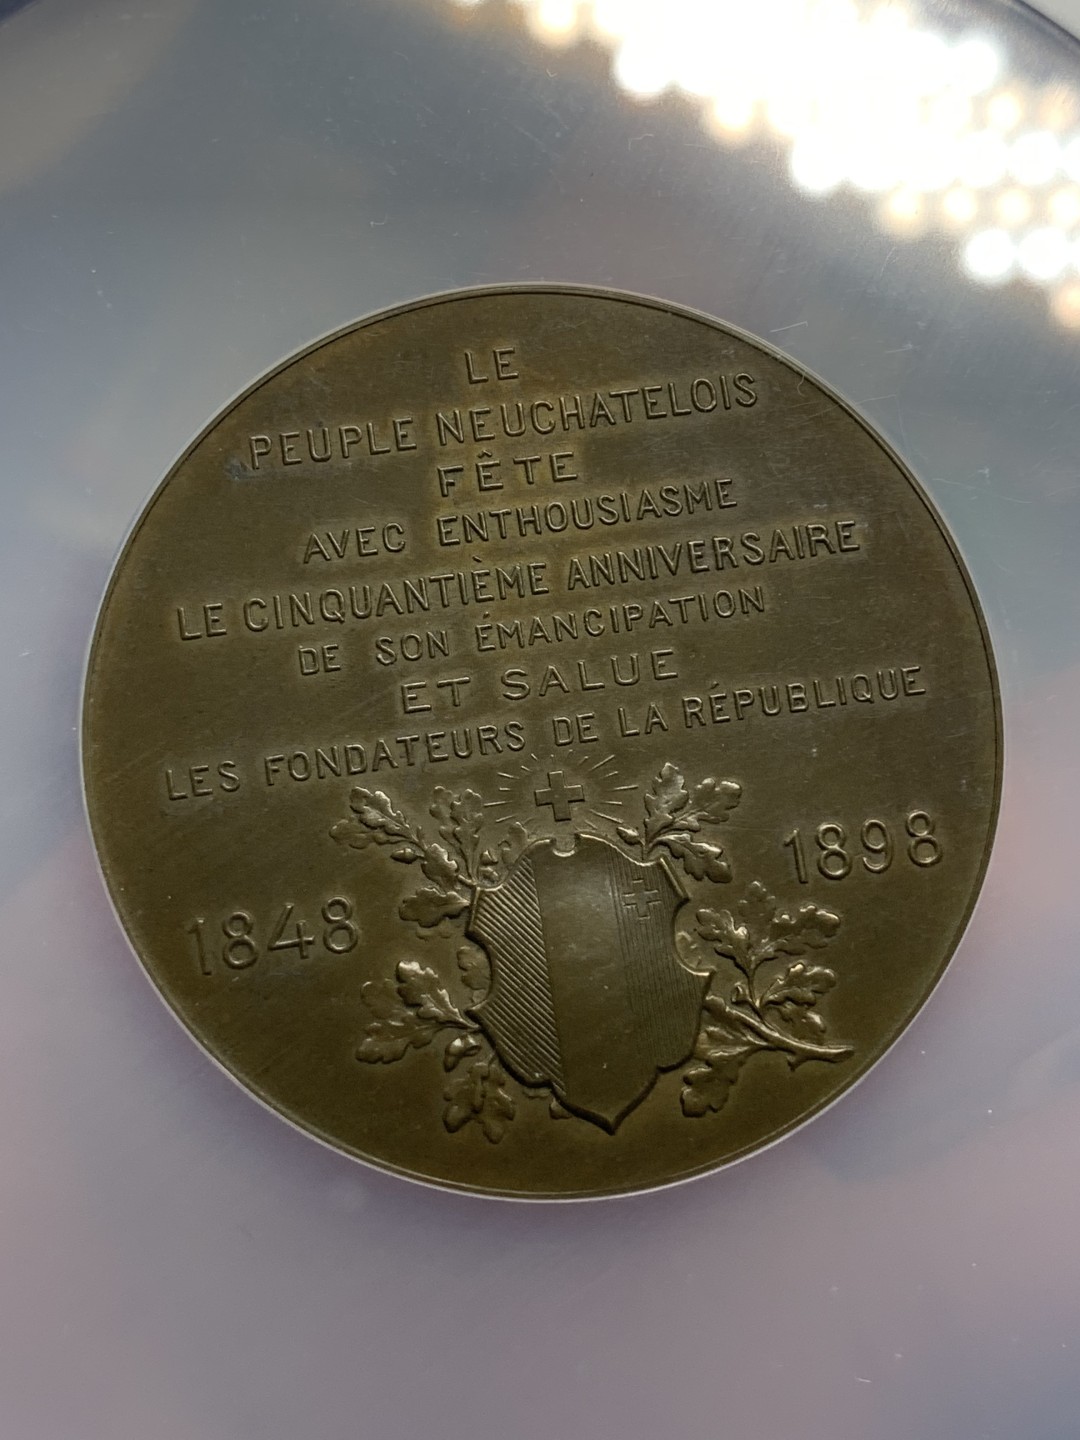 LE
PEUPLE NEUCHATELOIS
FÊTE
AVEC ENTHOUSIASME
LE CINQUANTIÈME ANNIVERSAIRE
DE SON ÉMANCIPATION
ET SALUE
LES FONDATEURS DE LA RÉPUBLIQUE
1848 1898